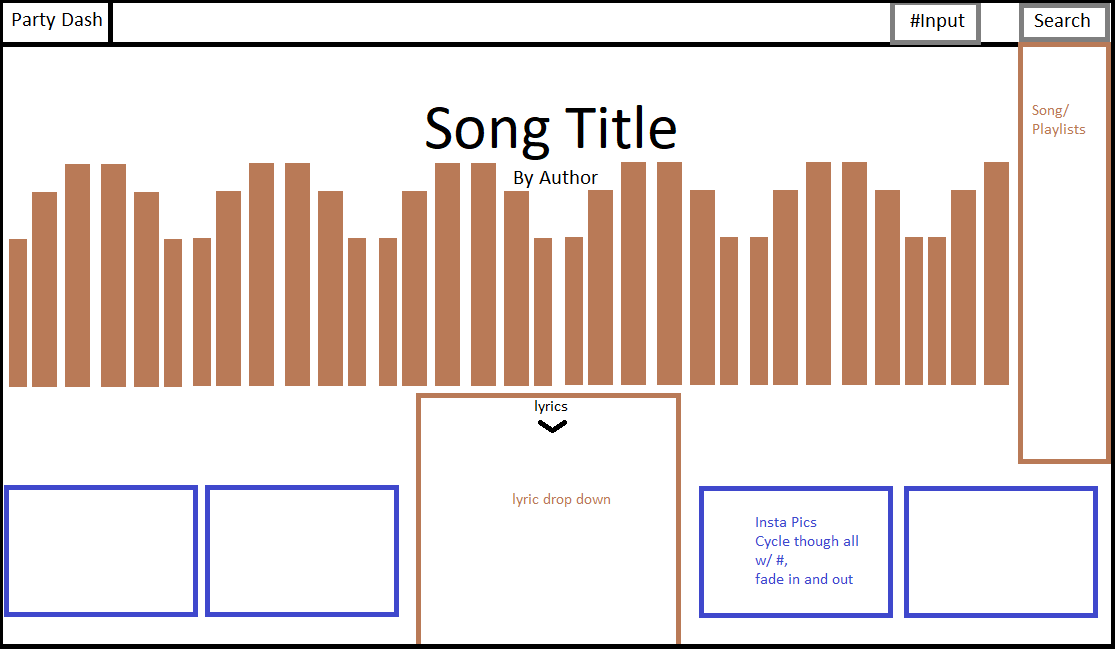 Party Dash
#Input
Search
Song Title
By Author
Song/
Playlists
lyrics
lyric drop down
Insta Pics
Cycle though all
w/ #,
fade in and out